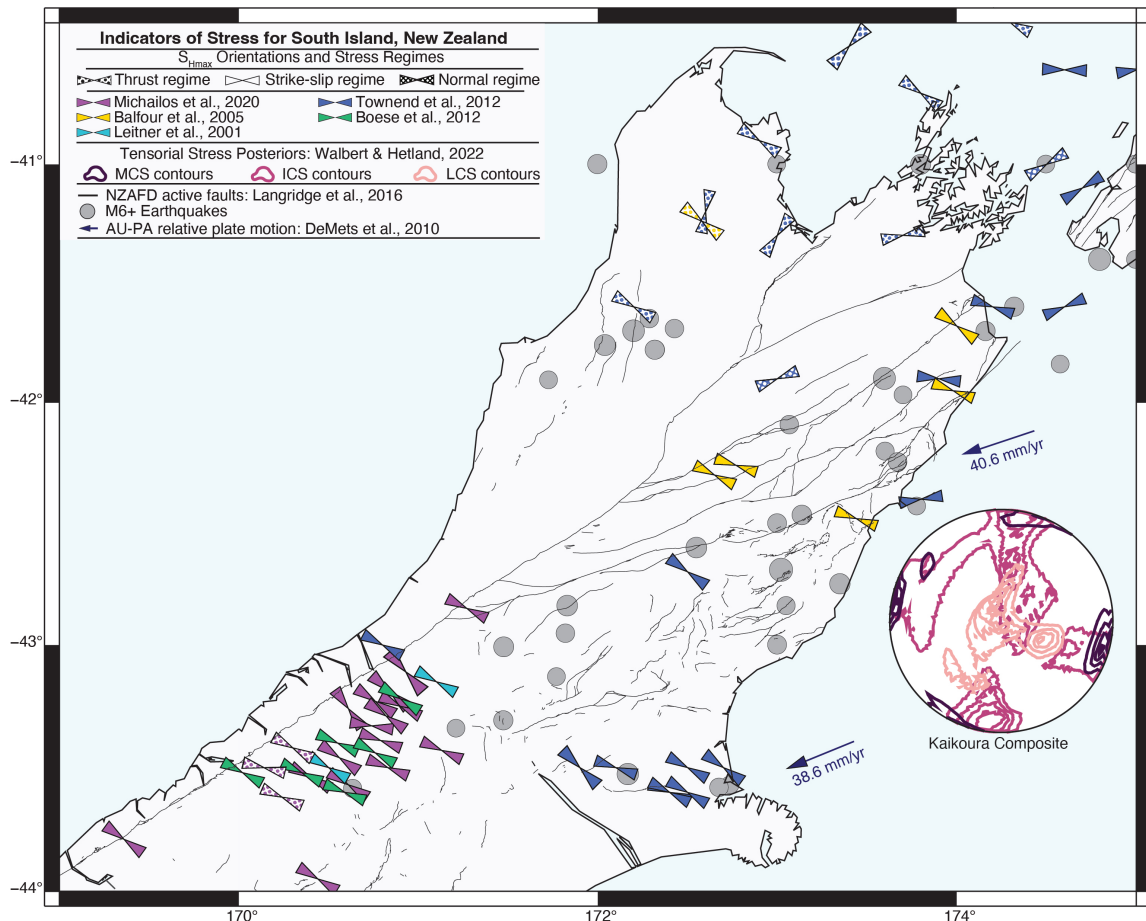 Indicators of Stress for South Island, New Zealand
SHmax Orientations and Stress Regimes
Thrust regime Strike-slip regime Normal regime
Michailos et al., 2020 Townend et al., 2012
Balfour et al., 2005 Boese et al., 2012
Leitner et al., 2001
Tensorial Stress Posteriors: Walbert & Hetland, 2022
MCS contours ICS contours LCS contours
NZAFD active faults: Langridge et al., 2016
M6+ Earthquakes
AU-PA relative plate motion: DeMets et al., 2010
−41°
−42°
40.6 mm/yr
−43°
Kaikoura Composite
38.6 mm/yr
−44°
170° 172° 174°